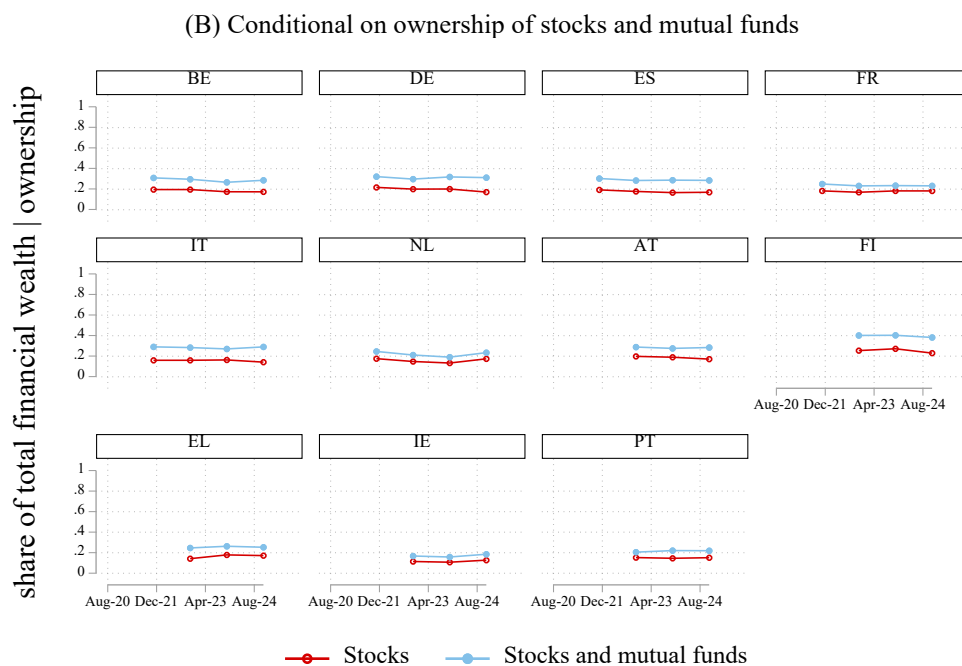 (B) Conditional on ownership of stocks and mutual funds
share of total financial wealth | ownership
BE DE ES FR
1
.8
.6
.4
.2
0
IT NL AT FI
1
.8
.6
.4
.2
0
Aug-20 Dec-21 Apr-23 Aug-24
EL IE PT
1
.8
.6
.4
.2
0
Aug-20 Dec-21 Apr-23 Aug-24 Aug-20 Dec-21 Apr-23 Aug-24 Aug-20 Dec-21 Apr-23 Aug-24
Stocks Stocks and mutual funds